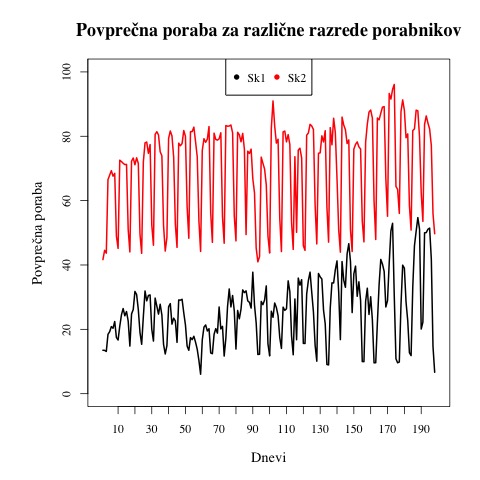 Povprečna poraba za različne razrede porabnikov
Sk1
Sk2
Povprečna poraba
100
80
60
40
20
0
10 30 50 70 90 110 130 150 170 190
Dnevi